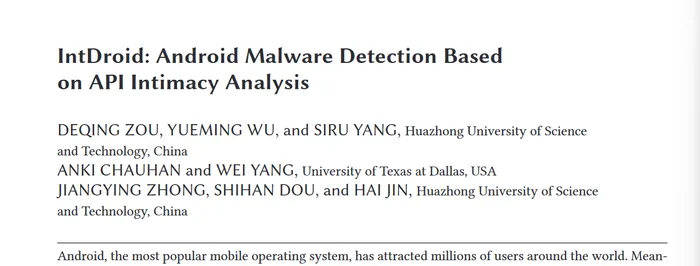 IntDroid: Android Malware Detection Based
on API Intimacy Analysis
DEQING ZOU, YUEMING WU, and SIRU YANG, Huazhong University of Science
and Technology, China
ANKI CHAUHAN and WEI YANG, University of Texas at Dallas, USA
JIANGYING ZHONG, SHIHAN DOU, and HAI JIN, Huazhong University of Science
and Technology, China
Android, the most popular mobile operating system, has attracted millions of users around the world. Mean-